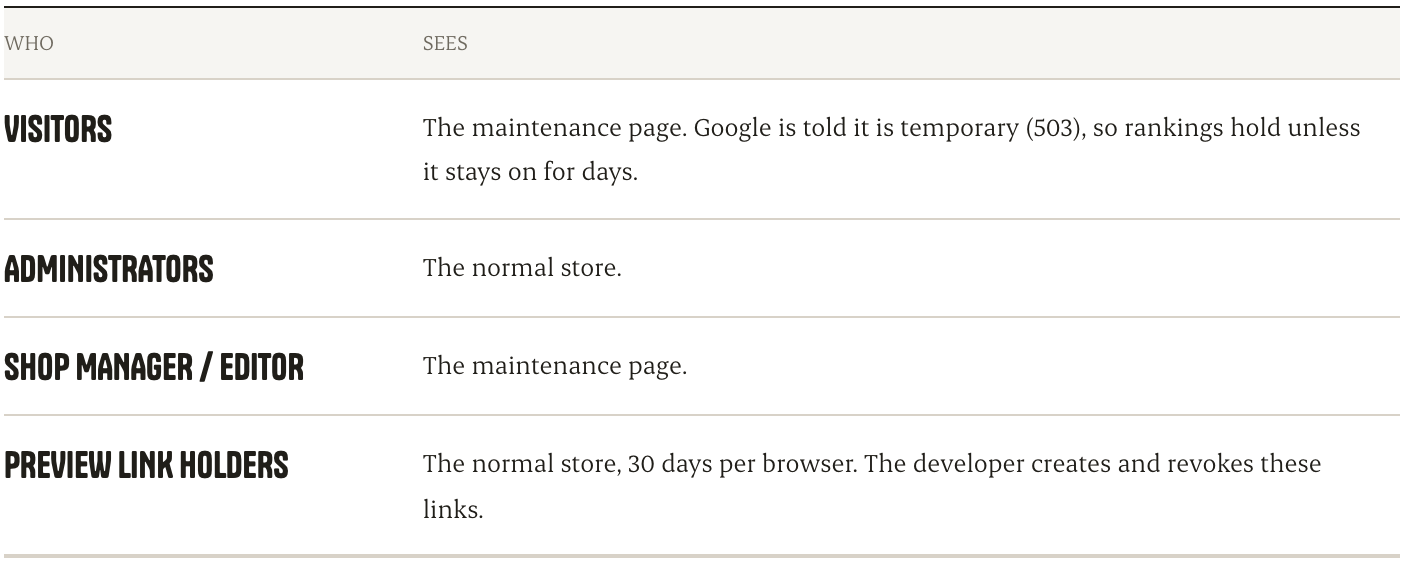 WHO SEES
VISITORS The maintenance page. Google is told it is temporary (503), so rankings hold unless
it stays on for days.
ADMINISTRATORS The normal store.
SHOP MANAGER / EDITOR The maintenance page.
PREVIEW LINK HOLDERS The normal store, 30 days per browser. The developer creates and revokes these
links.